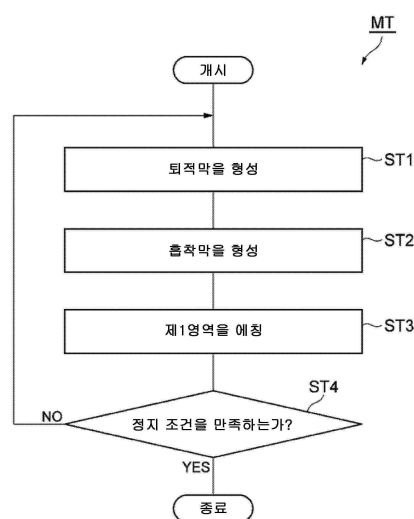 MT
개시
퇴적막을 형성
ST1
흡착막을 형성
ST2
제1영역을 에칭
ST3
ST4
정지 조건을 만족하는가?
NO
YES
종료